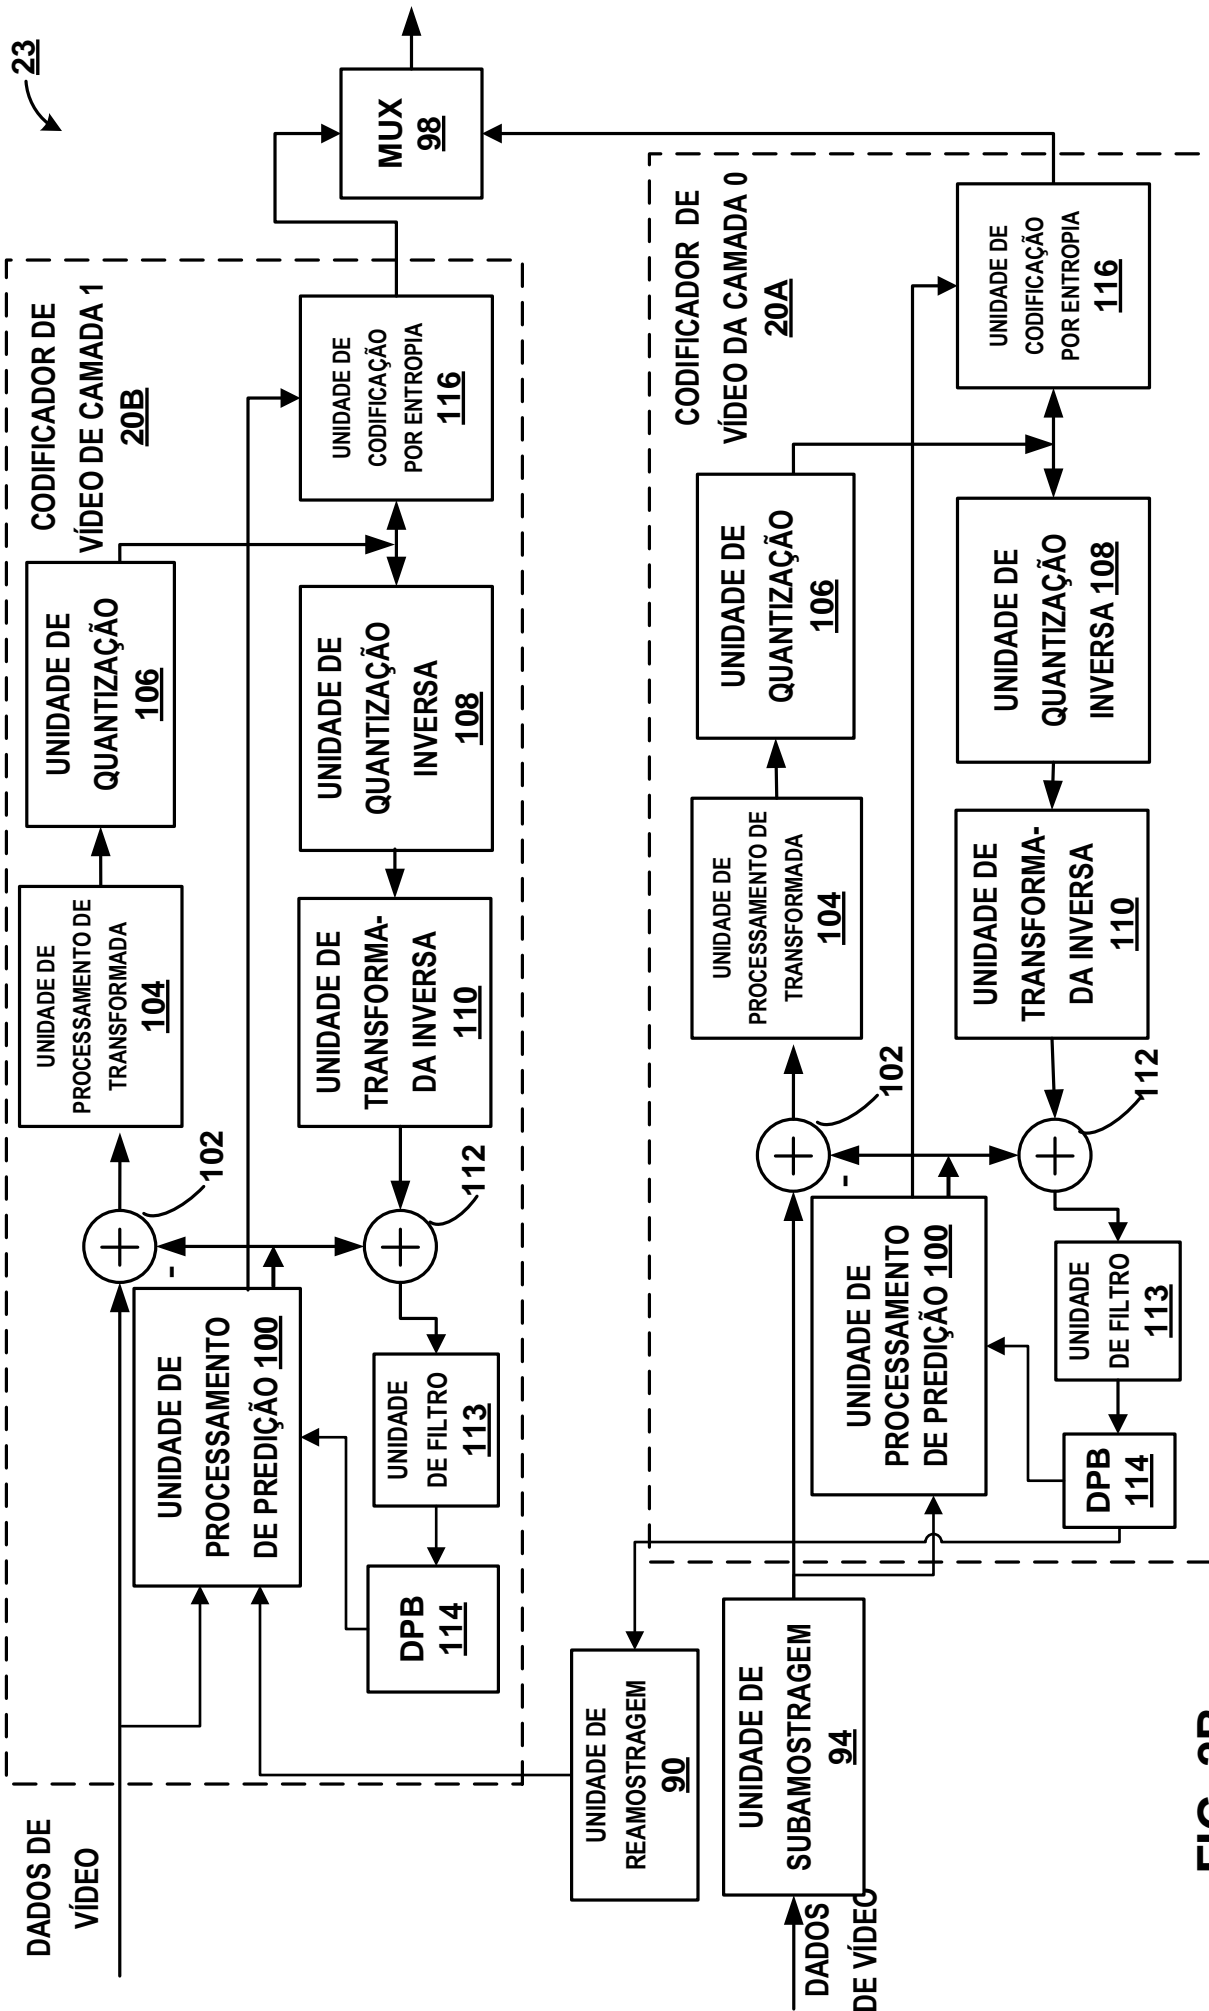 23
DADOS DE
VÍDEO
CODIFICADOR DE
VÍDEO DE CAMADA 1
20B
UNIDADE DE
PROCESSAMENTO DE
TRANSFORMADA
104
UNIDADE DE
QUANTIZAÇÃO
106
102
-
UNIDADE DE
PROCESSAMENTO
DE PREDIÇÃO 100
112
UNIDADE DE
TRANSFORMA-
DA INVERSA
110
UNIDADE DE
QUANTIZAÇÃO
INVERSA
108
UNIDADE DE
CODIFICAÇÃO
POR ENTROPIA
116
MUX
98
UNIDADE
DE FILTRO
113
DPB
114
UNIDADE DE
REAMOSTRAGEM
90
CODIFICADOR DE
VÍDEO DA CAMADA 0
20A
UNIDADE DE
SUBAMOSTRAGEM
94
DADOS
DE VÍDEO
UNIDADE DE
PROCESSAMENTO DE
TRANSFORMADA
104
UNIDADE DE
QUANTIZAÇÃO
106
102
-
UNIDADE DE
PROCESSAMENTO
DE PREDIÇÃO 100
112
UNIDADE DE
TRANSFORMA-
DA INVERSA
110
UNIDADE DE
QUANTIZAÇÃO
INVERSA 108
UNIDADE DE
CODIFICAÇÃO
POR ENTROPIA
116
UNIDADE
DE FILTRO
113
DPB
114